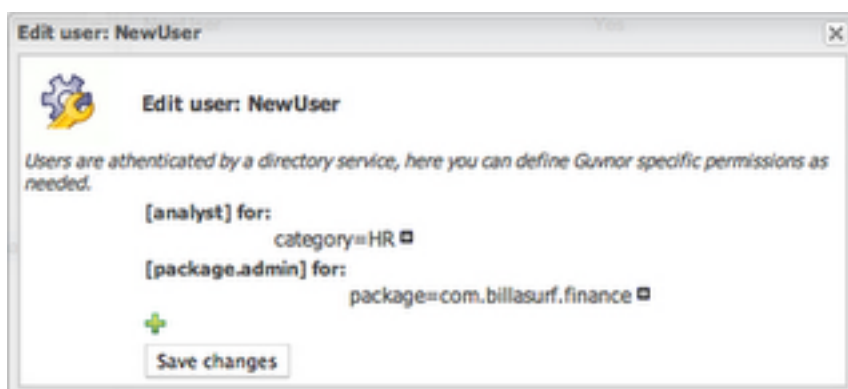 Edit user: NewUser
Edit user: NewUser
Users are athenticated by a directory service, here you can define Guvnor specific permissions as
needed.
[analyst] for:
category=HR
[package.admin] for:
package=com.billasurf.finance
Save changes